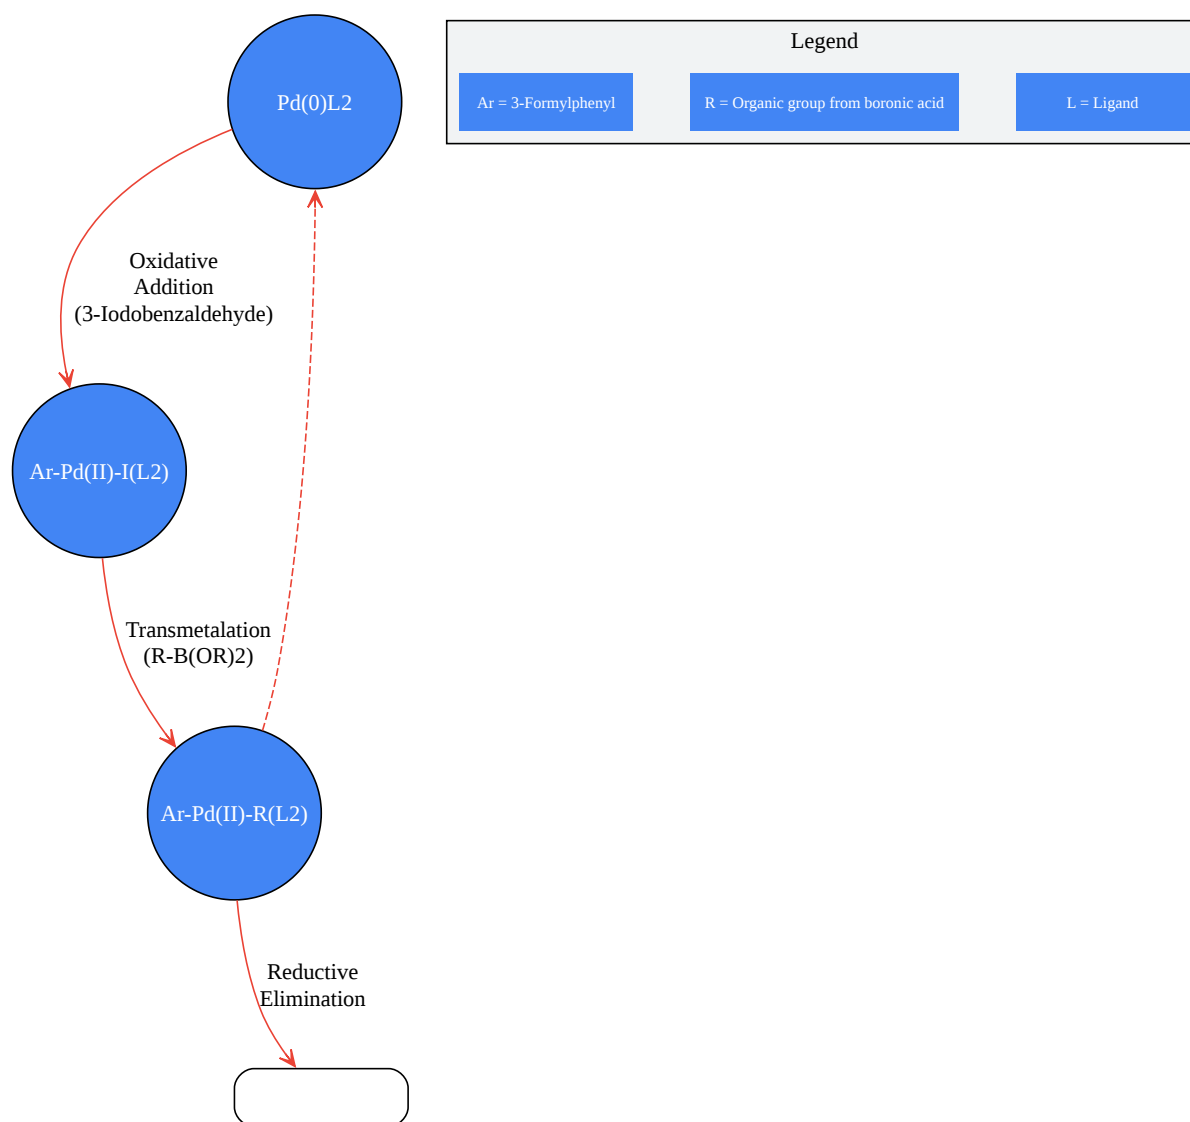 Pd(0)L2
Legend
Ar = 3-Formylphenyl
R = Organic group from boronic acid
L = Ligand
Oxidative
Addition
(3-Iodobenzaldehyde)
Ar-Pd(II)-I(L2)
Transmetalation
(R-B(OR)2)
Ar-Pd(II)-R(L2)
Reductive
Elimination